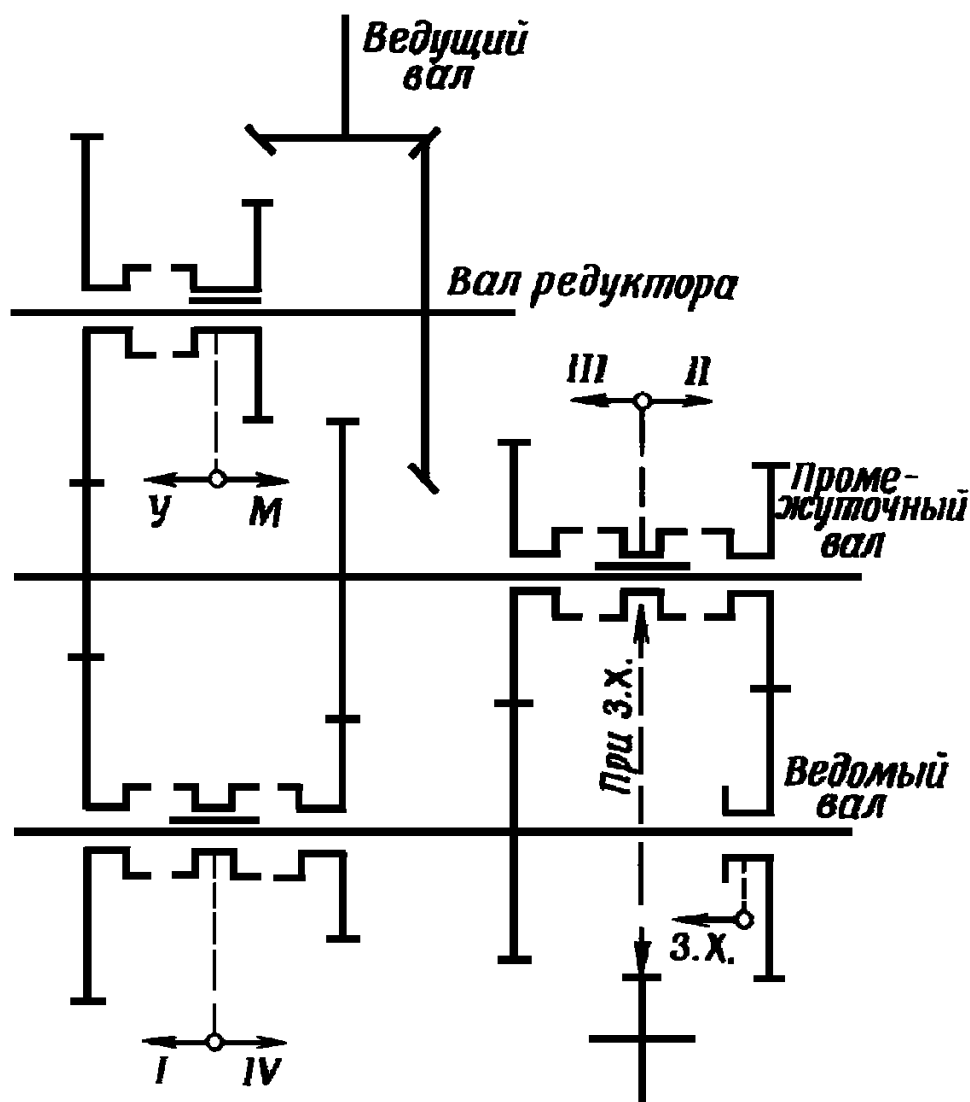 Ведущий
вал
Вал редуктора
III II
У М
Проме-
жуточный
вал
При З.Х.
Ведомый
вал
З.Х.
I IV